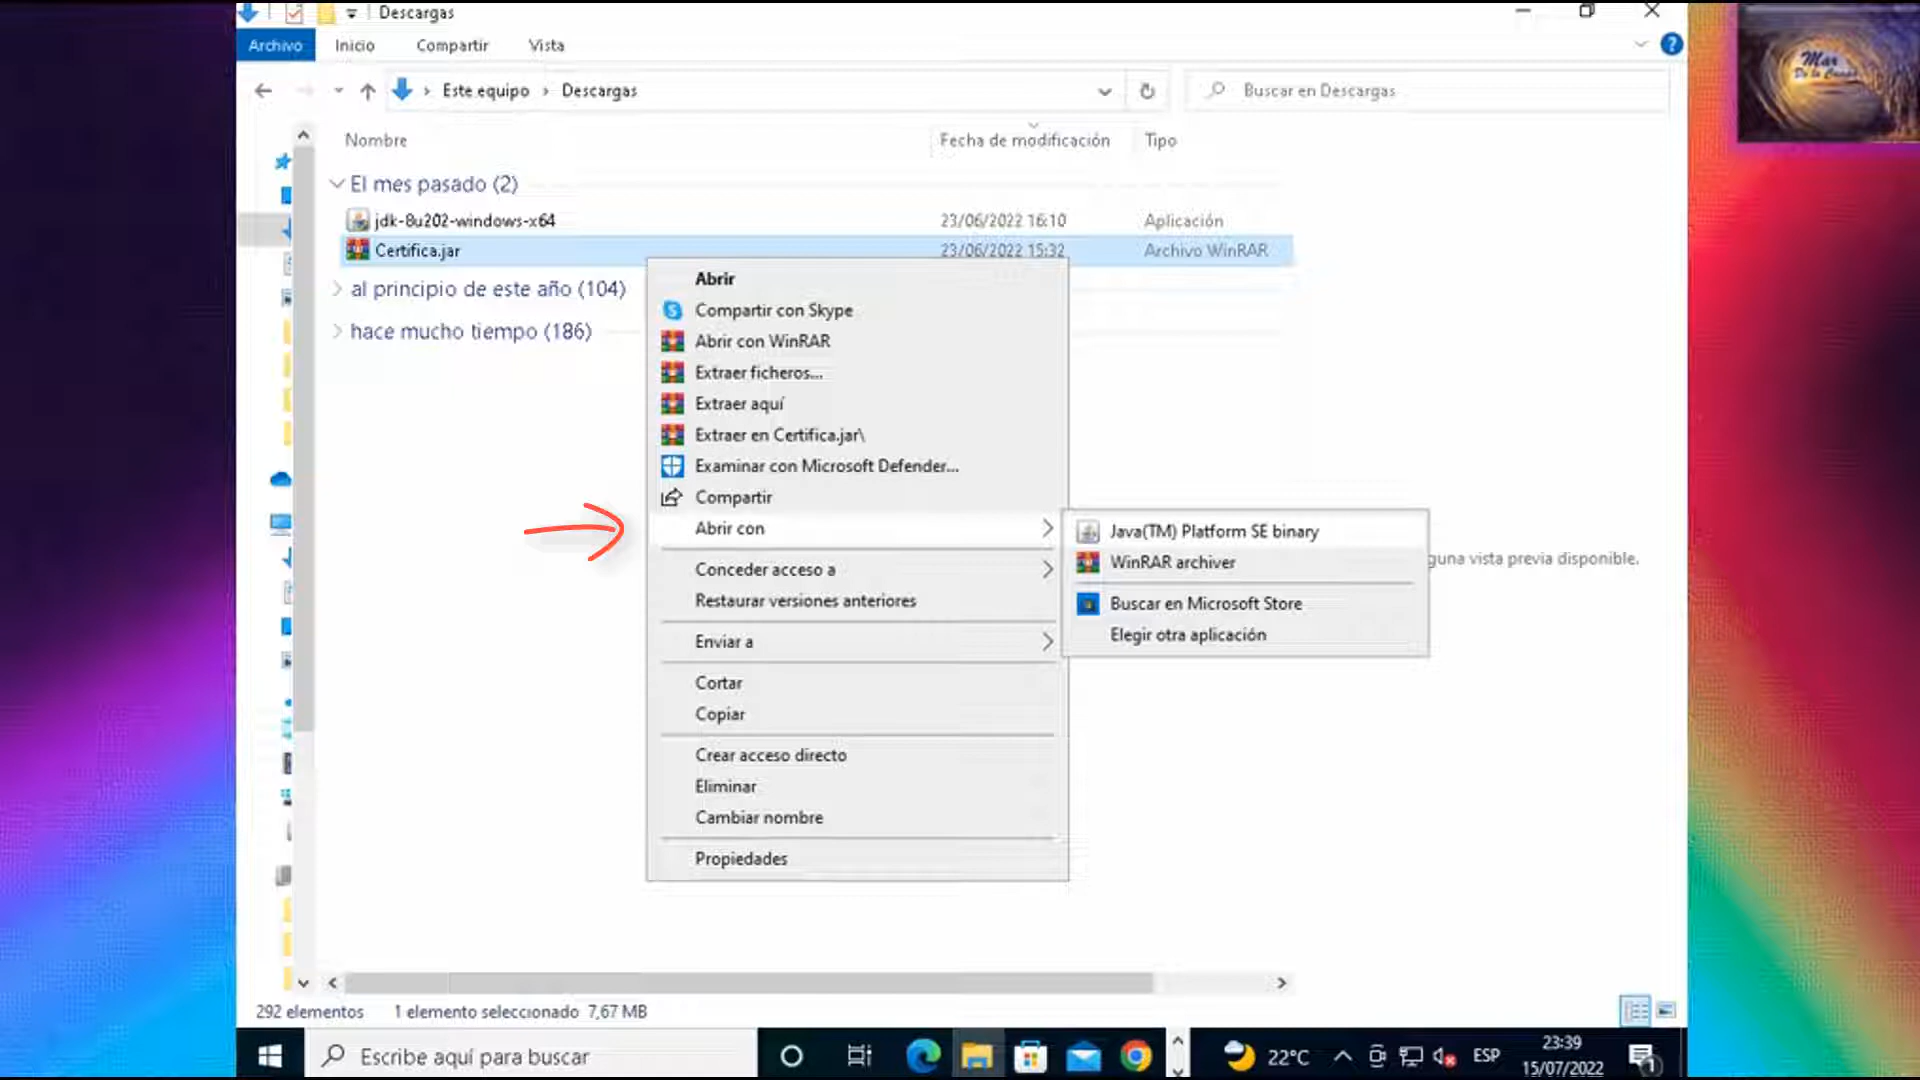 Descargas
Archivo Inicio Compartir Vista
Este equipo Descargas
Buscar en Descargas
Nombre Fecha de modificación Tipo
El mes pasado (2)
jdk-8u202-windows-x64 23/06/2022 16:10 Aplicación
Certifica.jar 23/06/2022 15:32 Archivo WinRAR
al principio de este año (104)
hace mucho tiempo (186)
Abrir
Compartir con Skype
Abrir con WinRAR
Extraer ficheros...
Extraer aquí
Extraer en Certifica.jar\
Examinar con Microsoft Defender...
Compartir
Abrir con
Conceder acceso a
Restaurar versiones anteriores
Enviar a
Cortar
Copiar
Crear acceso directo
Eliminar
Cambiar nombre
Propiedades
Java(TM) Platform SE binary
WinRAR archiver
Buscar en Microsoft Store
Elegir otra aplicación
guna vista previa disponible.
292 elementos 1 elemento seleccionado 7,67 MB
Escribe aquí para buscar
22°C ESP 23:39
15/07/2022
1
Mar
De la